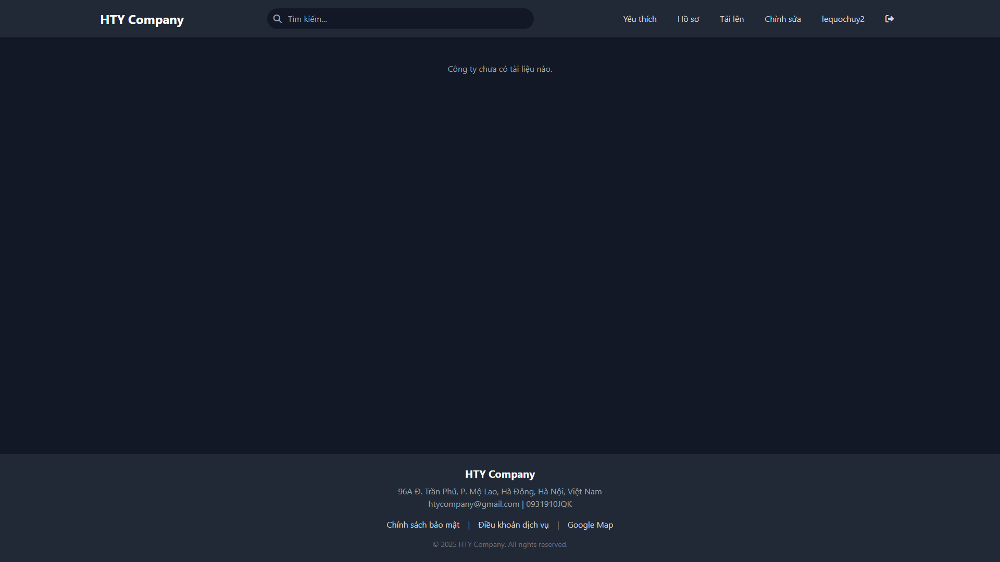 HTY Company
Tìm kiếm...
Yêu thích
Hồ sơ
Tải lên
Chỉnh sửa
lequochuy2
Công ty chưa có tài liệu nào.
HTY Company
96A Đ. Trần Phú, P. Mộ Lao, Hà Đông, Hà Nội, Việt Nam
htycompany@gmail.com | 0931910JQK
Chính sách bảo mật | Điều khoản dịch vụ | Google Map
© 2025 HTY Company. All rights reserved.